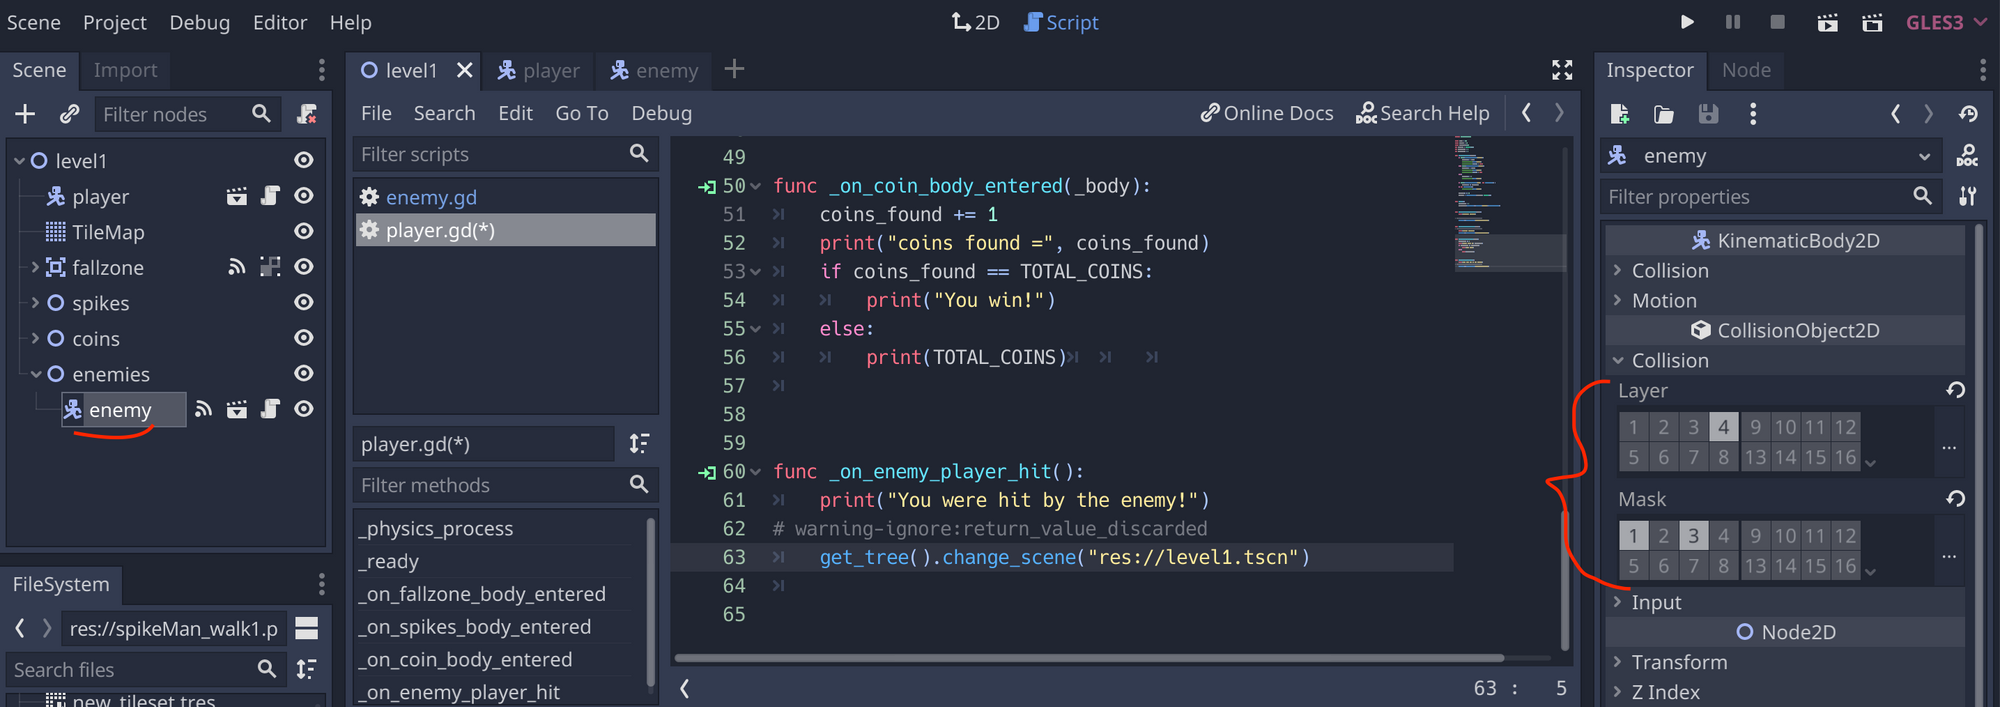 Scene Project Debug Editor Help
2D Script
GLES3
Scene Import
Filter nodes
level1
player
TileMap
fallzone
spikes
coins
enemies
enemy
FileSystem
res://spikeMan_walk1.p
Search files
new_tileset.tres
level1 player enemy
File Search Edit Go To Debug
Online Docs Search Help
Filter scripts
enemy.gd
player.gd(*)
player.gd(*)
Filter methods
_physics_process
_ready
_on_fallzone_body_entered
_on_spikes_body_entered
_on_coin_body_entered
_on_enemy_player_hit
49
50 func _on_coin_body_entered(_body):
51 coins_found += 1
52 print("coins found =", coins_found)
53 if coins_found == TOTAL_COINS:
54 print("You win!")
55 else:
56 print(TOTAL_COINS)
57
58
59
60 func _on_enemy_player_hit():
61 print("You were hit by the enemy!")
62 # warning-ignore:return_value_discarded
63 get_tree().change_scene("res://level1.tscn")
64
65
63 : 5
Inspector Node
enemy
DOC
Filter properties
KinematicBody2D
Collision
Motion
CollisionObject2D
Collision
Layer
1 2 3 4 9 10 11 12
5 6 7 8 13 14 15 16
...
Mask
1 2 3 4 9 10 11 12
5 6 7 8 13 14 15 16
...
Input
Node2D
Transform
Z Index